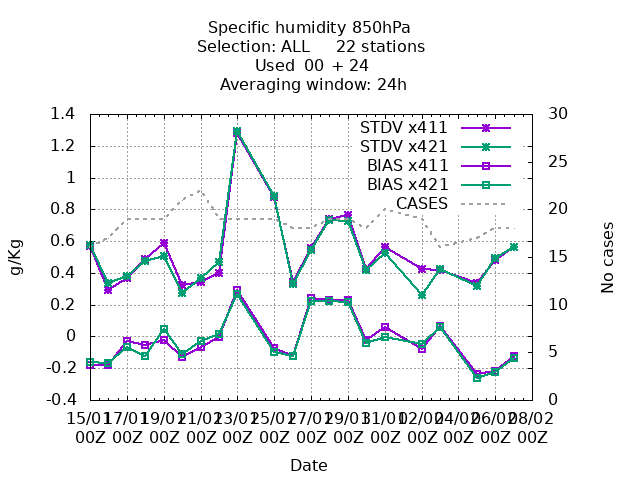 Specific humidity 850hPa
Selection: ALL 22 stations
Used 00 + 24
Averaging window: 24h
1.4
1.2
1
0.8
0.6
0.4
0.2
0
-0.2
-0.4
g/Kg
30
25
20
15
10
5
0
No cases
STDV x411
STDV x421
BIAS x411
BIAS x421
CASES
15/01 17/01 19/01 21/01 23/01 25/01 27/01 29/01 31/01 02/02 04/02 06/02 08/02
00Z 00Z 00Z 00Z 00Z 00Z 00Z 00Z 00Z 00Z 00Z 00Z 00Z
Date